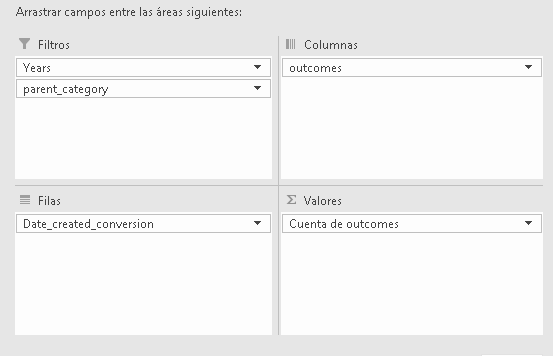 Arrastrar campos entre las áreas siguientes:
Filtros
Years
parent_category
Columnas
outcomes
Filas
Date_created_conversion
Valores
Cuenta de outcomes